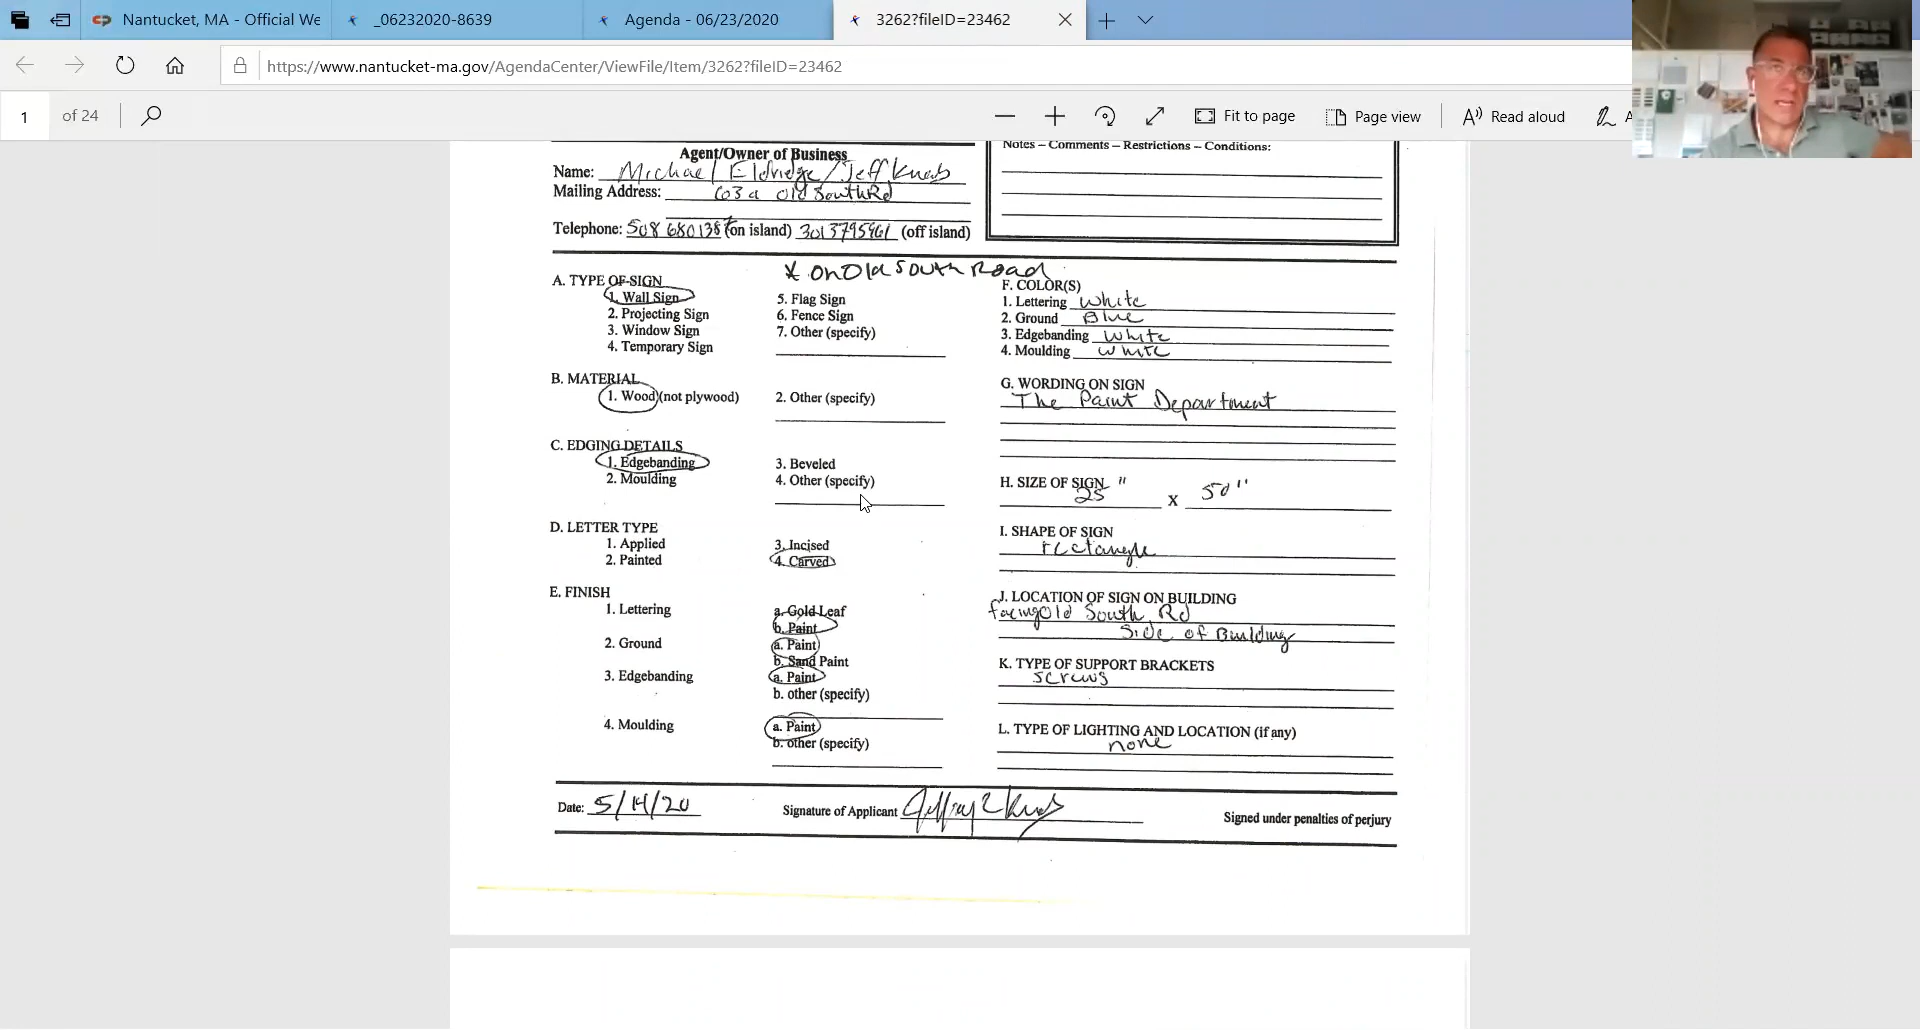 Nantucket, MA - Official We
_06232020-8639
Agenda - 06/23/2020
3262?fileID=23462
https://www.nantucket-ma.gov/AgendaCenter/ViewFile/Item/3262?fileID=23462
1 of 24
Fit to page
Page view
Read aloud
Agent/Owner of Business
Name: Michael Eldridge/Jeff Knab
Mailing Address: 63a Old South Rd
Telephone: 508 680 1387 (on island) 301 379 5961 (off island)
Notes – Comments – Restrictions – Conditions:
* on Old South Road
A. TYPE OF SIGN
1. Wall Sign
2. Projecting Sign
3. Window Sign
4. Temporary Sign
5. Flag Sign
6. Fence Sign
7. Other (specify)
B. MATERIAL
1. Wood (not plywood)
2. Other (specify)
C. EDGING DETAILS
1. Edgebanding
2. Moulding
3. Beveled
4. Other (specify)
D. LETTER TYPE
1. Applied
2. Painted
3. Incised
4. Carved
E. FINISH
1. Lettering
a. Gold Leaf
b. Paint
2. Ground
a. Paint
b. Sand Paint
3. Edgebanding
a. Paint
b. other (specify)
4. Moulding
a. Paint
b. other (specify)
F. COLOR(S)
1. Lettering White
2. Ground Blue
3. Edgebanding White
4. Moulding White
G. WORDING ON SIGN
The Paint Department
H. SIZE OF SIGN
25" x 50"
I. SHAPE OF SIGN
rectangle
J. LOCATION OF SIGN ON BUILDING
facing Old South Rd
Side of Building
K. TYPE OF SUPPORT BRACKETS
screws
L. TYPE OF LIGHTING AND LOCATION (if any)
none
Date: 5/14/20
Signature of Applicant
Signed under penalties of perjury